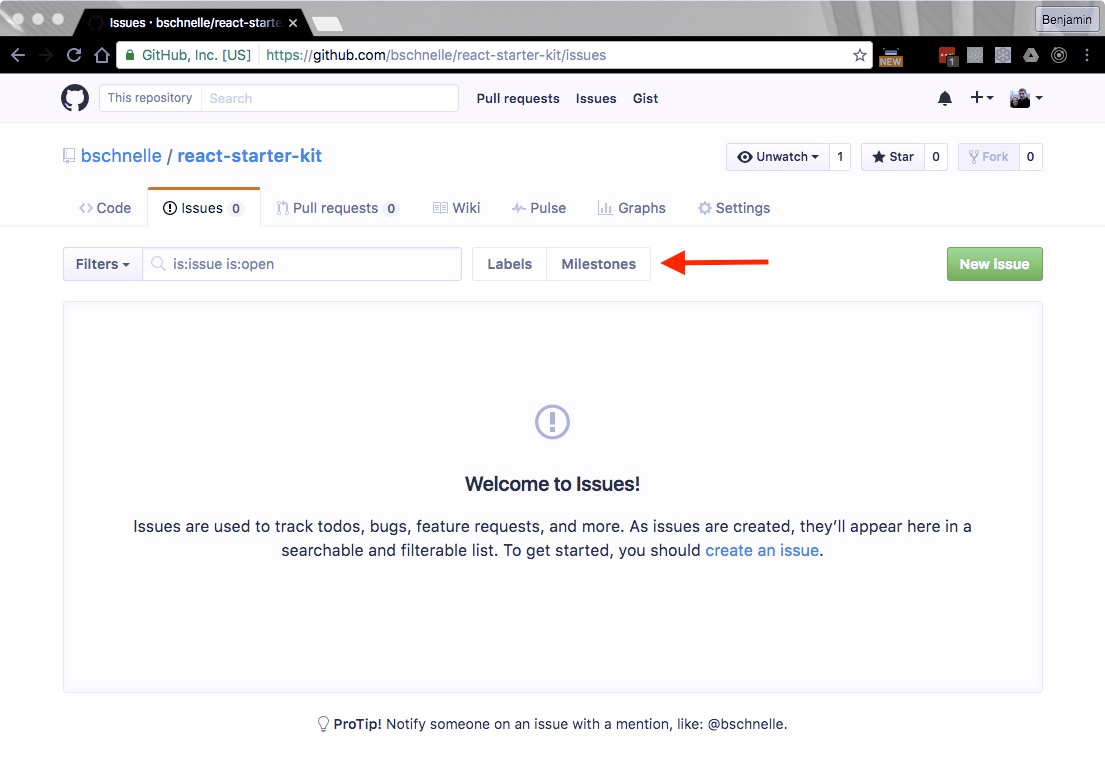 Issues · bschnelle/react-starte
Benjamin
GitHub, Inc. [US] https://github.com/bschnelle/react-starter-kit/issues
NEW
1
This repository Search Pull requests Issues Gist
bschnelle / react-starter-kit Unwatch 1 Star 0 Fork 0
Code Issues 0 Pull requests 0 Wiki Pulse Graphs Settings
Filters is:issue is:open Labels Milestones New issue
Welcome to Issues!
Issues are used to track todos, bugs, feature requests, and more. As issues are created, they’ll appear here in a
searchable and filterable list. To get started, you should create an issue.
ProTip! Notify someone on an issue with a mention, like: @bschnelle.